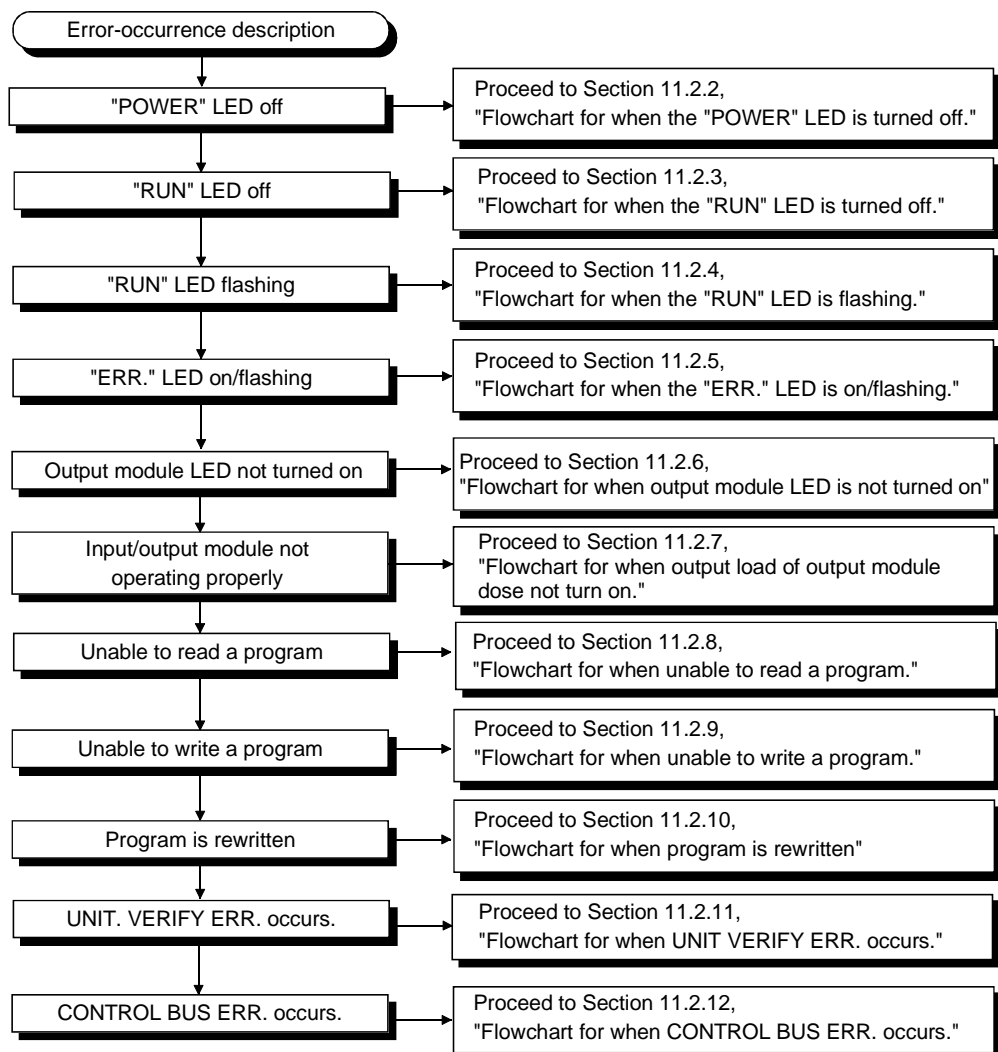 Error-occurrence description
"POWER" LED off
Proceed to Section 11.2.2,
"Flowchart for when the "POWER" LED is turned off."
"RUN" LED off
Proceed to Section 11.2.3,
"Flowchart for when the "RUN" LED is turned off."
"RUN" LED flashing
Proceed to Section 11.2.4,
"Flowchart for when the "RUN" LED is flashing."
"ERR." LED on/flashing
Proceed to Section 11.2.5,
"Flowchart for when the "ERR." LED is on/flashing."
Output module LED not turned on
Proceed to Section 11.2.6,
"Flowchart for when output module LED is not turned on"
Input/output module not
operating properly
Proceed to Section 11.2.7,
"Flowchart for when output load of output module
dose not turn on."
Unable to read a program
Proceed to Section 11.2.8,
"Flowchart for when unable to read a program."
Unable to write a program
Proceed to Section 11.2.9,
"Flowchart for when unable to write a program."
Program is rewritten
Proceed to Section 11.2.10,
"Flowchart for when program is rewritten"
UNIT. VERIFY ERR. occurs.
Proceed to Section 11.2.11,
"Flowchart for when UNIT VERIFY ERR. occurs."
CONTROL BUS ERR. occurs.
Proceed to Section 11.2.12,
"Flowchart for when CONTROL BUS ERR. occurs."